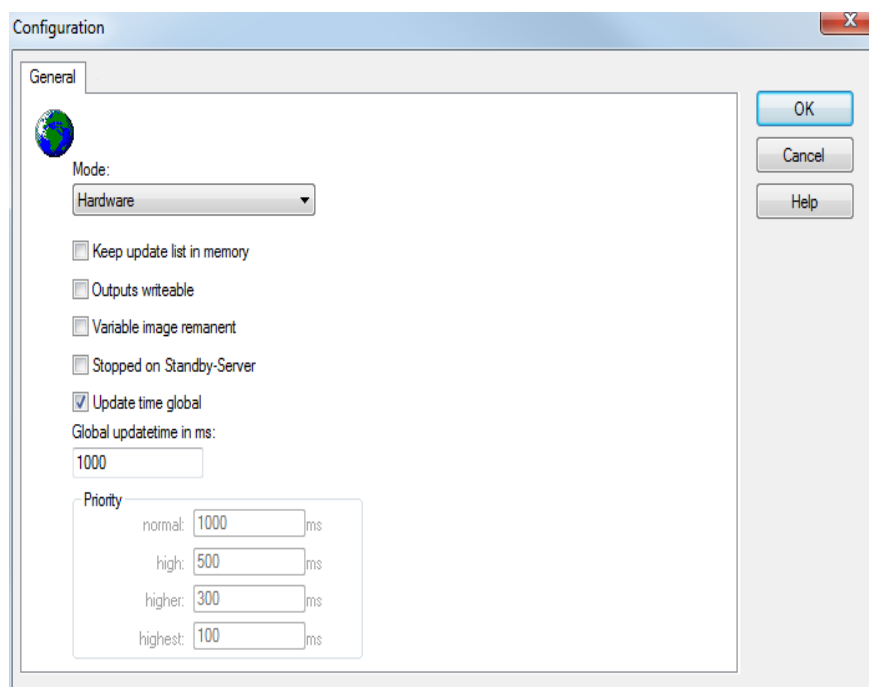 Configuration
X
General
OK
Cancel
Help
Mode:
Hardware
Keep update list in memory
Outputs writeable
Variable image remanent
Stopped on Standby-Server
Update time global
Global updatetime in ms:
1000
Priority
normal: 1000 ms
high: 500 ms
higher: 300 ms
highest: 100 ms